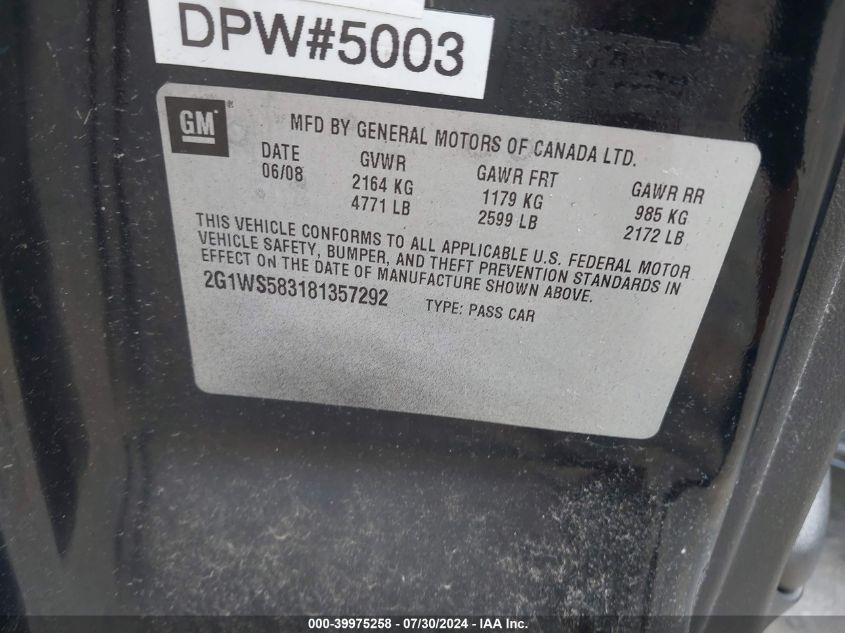 DPW#5003
GM®
MFD BY GENERAL MOTORS OF CANADA LTD.
DATE GVWR GAWR FRT GAWR RR
06/08 2164 KG 1179 KG 985 KG
4771 LB 2599 LB 2172 LB
THIS VEHICLE CONFORMS TO ALL APPLICABLE U.S. FEDERAL MOTOR
VEHICLE SAFETY, BUMPER, AND THEFT PREVENTION STANDARDS IN
EFFECT ON THE DATE OF MANUFACTURE SHOWN ABOVE.
2G1WS583181357292 TYPE: PASS CAR
000-39975258 - 07/30/2024 - IAA Inc.